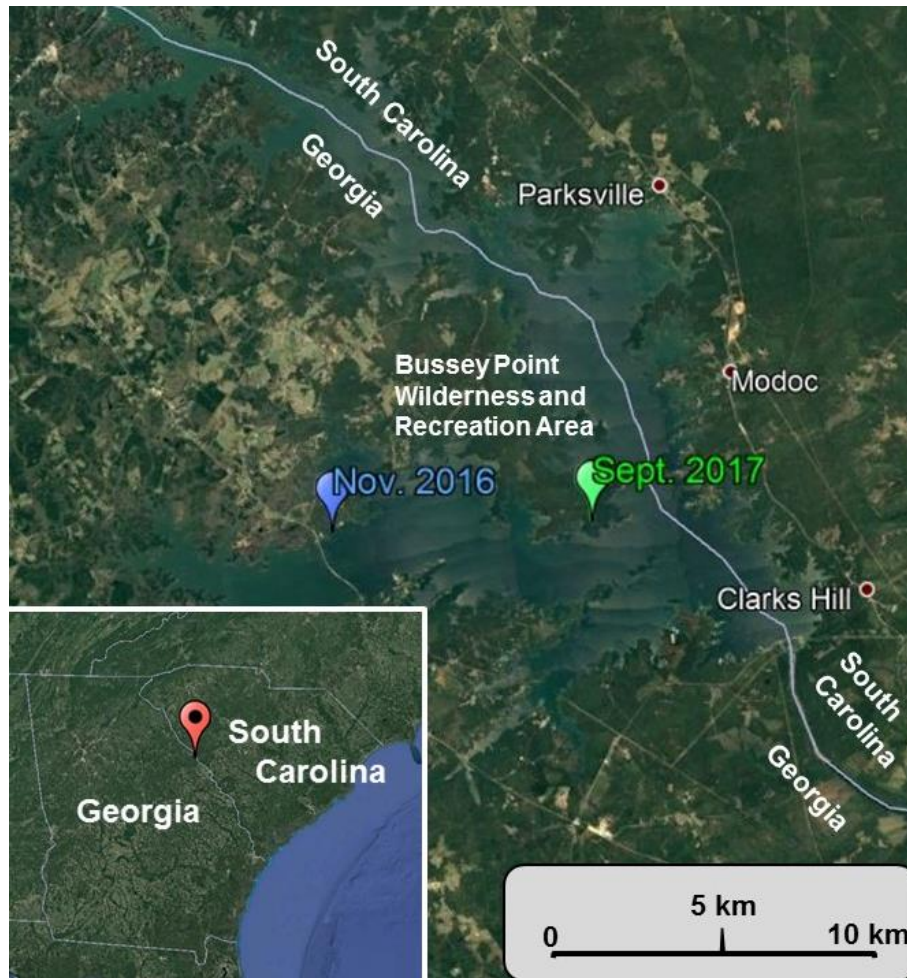 South Carolina
Georgia
Parksville
Modoc
Bussey Point
Wilderness and
Recreation Area
Nov. 2016
Sept. 2017
Clarks Hill
South
Carolina
Georgia
South
Carolina
Georgia
5 km
0
10 km